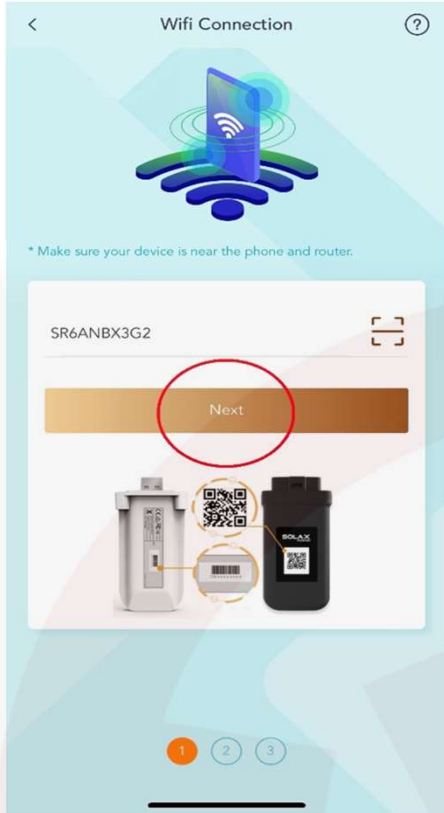 Wifi Connection
?
* Make sure your device is near the phone and router.
SR6ANBX3G2
Next
SOLAX
1
2
3